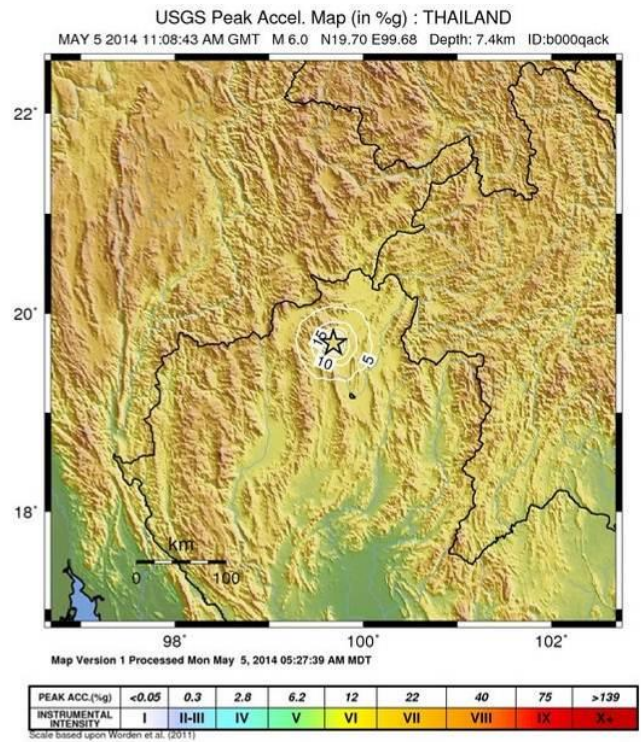 USGS Peak Accel. Map (in %g) : THAILAND
MAY 5 2014 11:08:43 AM GMT M 6.0 N19.70 E99.68 Depth: 7.4km ID:b000qack
22°
20°
15
10
5
18°
km
0 100
98° 100° 102°
Map Version 1 Processed Mon May 5, 2014 05:27:39 AM MDT
PEAK ACC.(%g) <0.05 0.3 2.8 6.2 12 22 40 75 >139
INSTRUMENTAL INTENSITY I II-III IV V VI VII VIII IX X+
Scale based upon Worden et al. (2011)